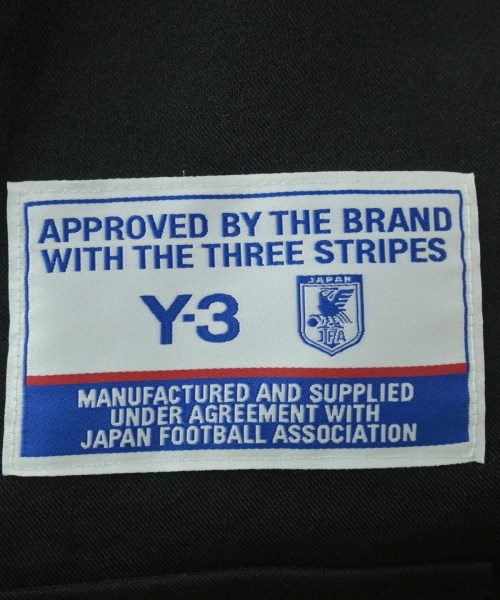 APPROVED BY THE BRAND
WITH THE THREE STRIPES
Y-3
JAPAN
JFA
MANUFACTURED AND SUPPLIED
UNDER AGREEMENT WITH
JAPAN FOOTBALL ASSOCIATION